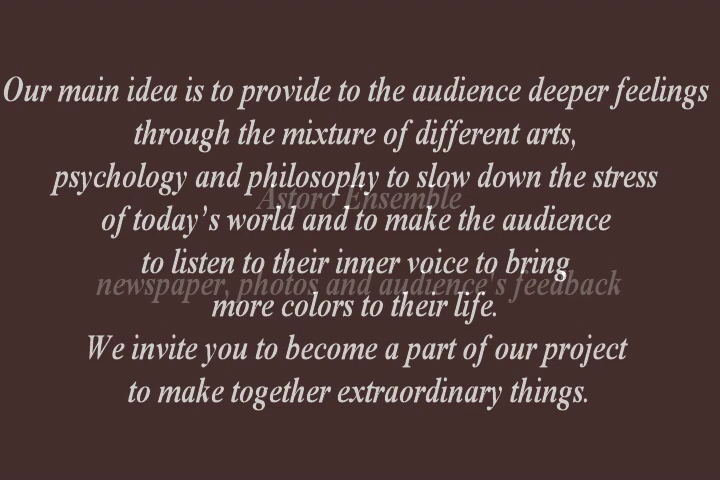 Our main idea is to provide to the audience deeper feelings
through the mixture of different arts,
psychology and philosophy to slow down the stress
Astoro Ensemble
of today's world and to make the audience
to listen to their inner voice to bring
newspaper, photos and audience's feedback
more colors to their life.
We invite you to become a part of our project
to make together extraordinary things.